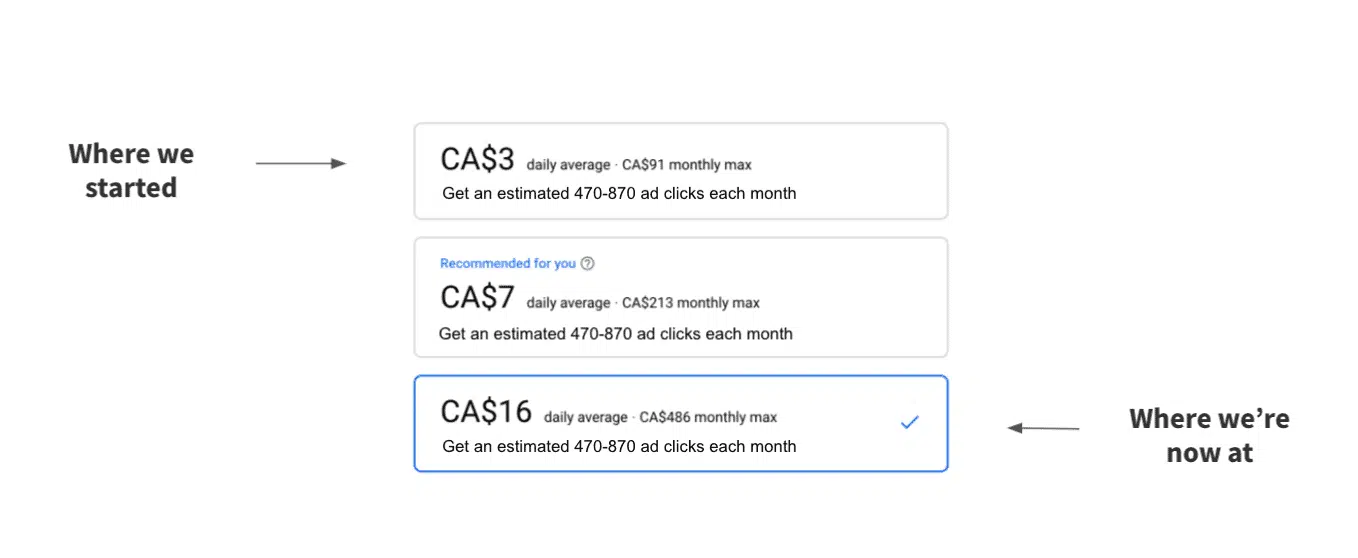 Where we
started
CA$3 daily average · CA$91 monthly max
Get an estimated 470-870 ad clicks each month
Recommended for you ?
CA$7 daily average · CA$213 monthly max
Get an estimated 470-870 ad clicks each month
CA$16 daily average · CA$486 monthly max
Get an estimated 470-870 ad clicks each month
Where we’re
now at